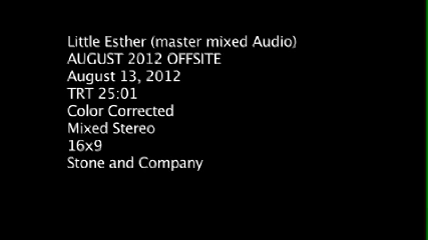 Little Esther (master mixed Audio)
AUGUST 2012 OFFSITE
August 13, 2012
TRT 25:01
Color Corrected
Mixed Stereo
16x9
Stone and Company